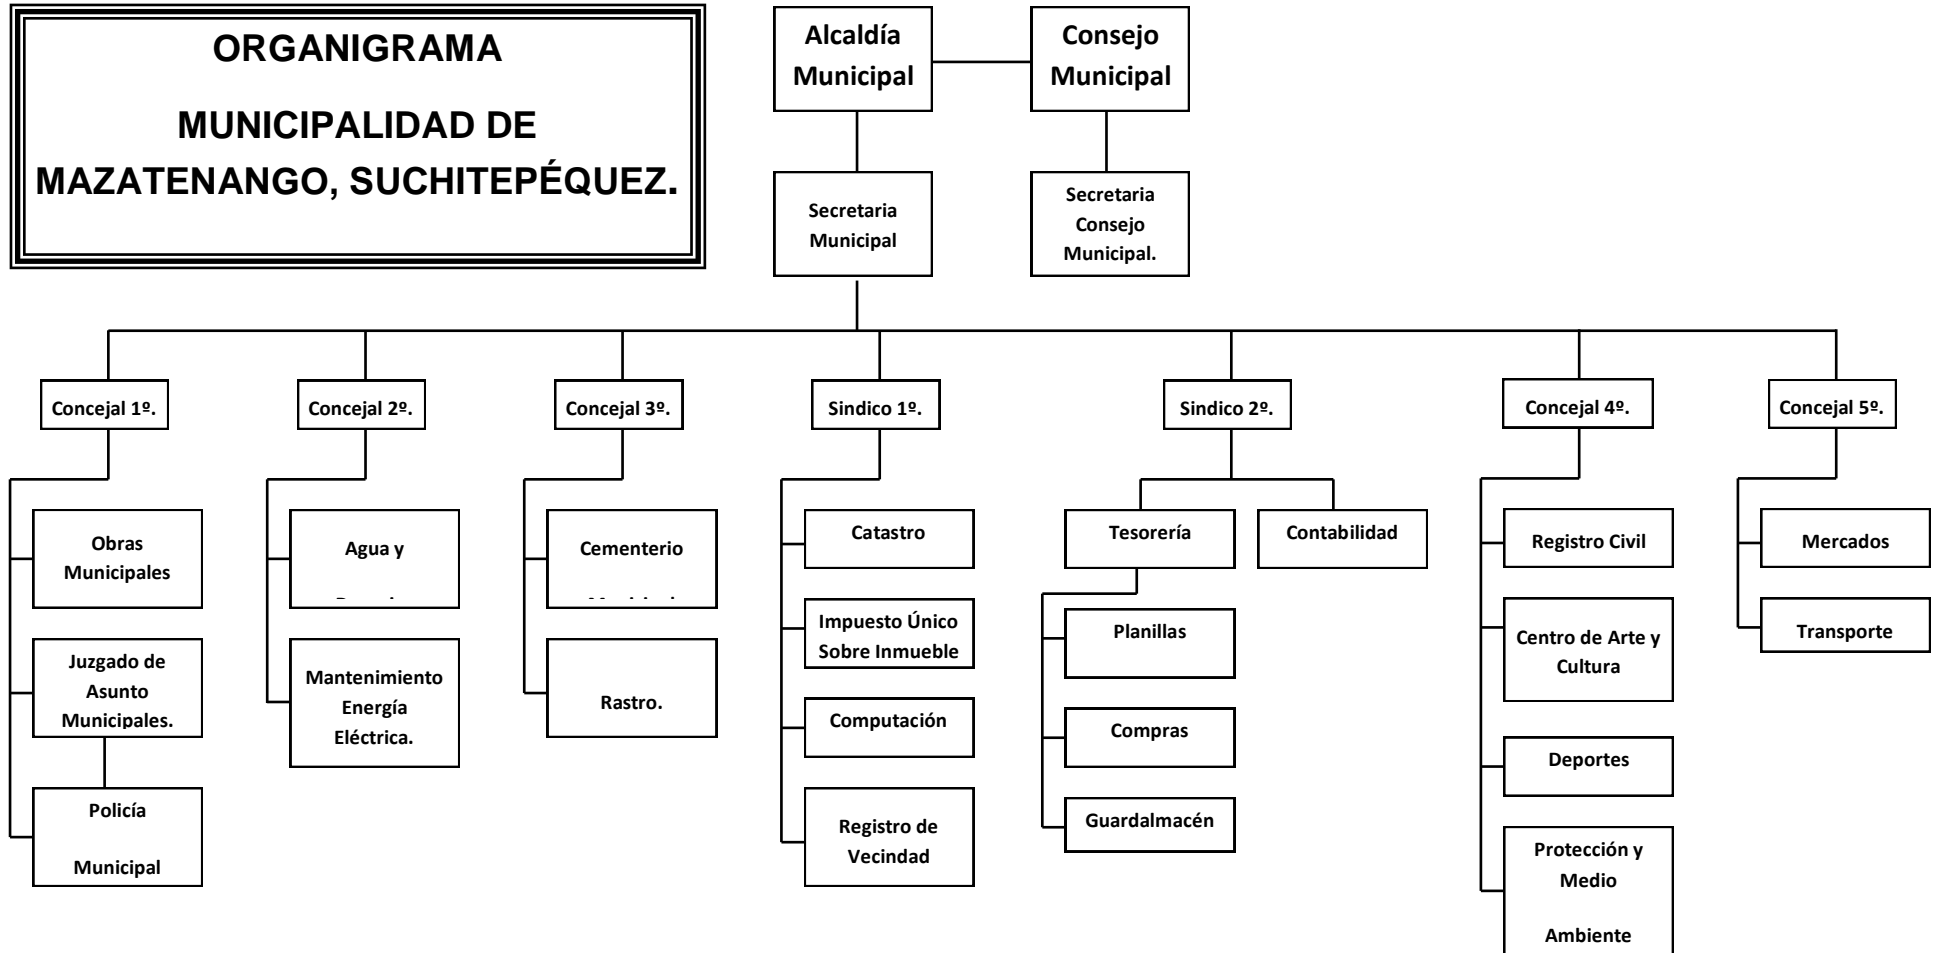 ORGANIGRAMA
MUNICIPALIDAD DE
MAZATENANGO, SUCHITEPÉQUEZ.
Alcaldía
Municipal
Consejo
Municipal
Secretaria
Municipal
Secretaria
Consejo
Municipal.
Concejal 1º.
Concejal 2º.
Concejal 3º.
Sindico 1º.
Sindico 2º.
Concejal 4º.
Concejal 5º.
Obras
Municipales
Juzgado de
Asunto
Municipales.
Policía
Municipal
Agua y
Mantenimiento
Energía
Eléctrica.
Cementerio
Rastro.
Catastro
Impuesto Único
Sobre Inmueble
Computación
Registro de
Vecindad
Tesorería
Contabilidad
Planillas
Compras
Guardalmacén
Registro Civil
Centro de Arte y
Cultura
Deportes
Protección y
Medio
Ambiente
Mercados
Transporte